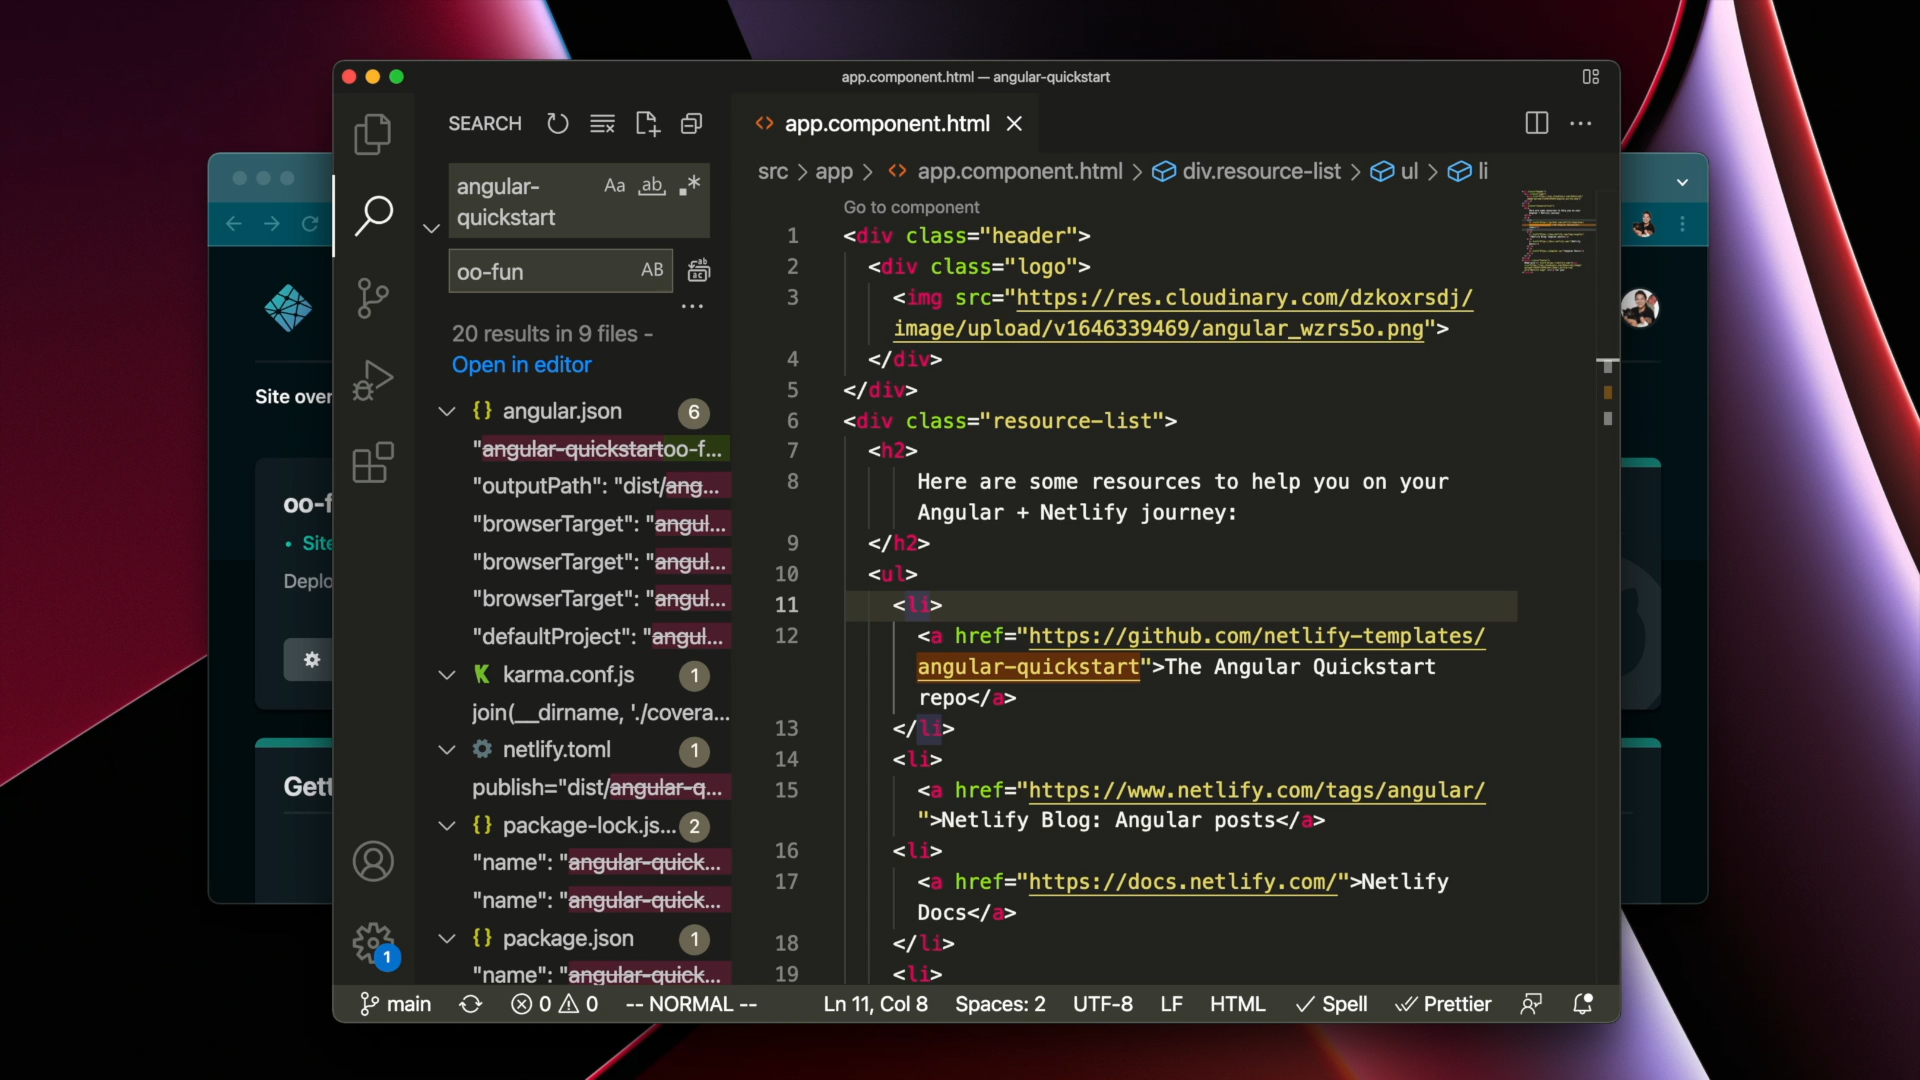 app.component.html — angular-quickstart
SEARCH
angular-
quickstart
Aa
ab
oo-fun
AB
20 results in 9 files -
Open in editor
{} angular.json 6
"angular-quickstartoo-f...
"outputPath": "dist/ang...
"browserTarget": "angul...
"browserTarget": "angul...
"browserTarget": "angul...
"defaultProject": "angul...
karma.conf.js 1
join(__dirname, './covera...
netlify.toml 1
publish="dist/angular-q...
{} package-lock.js... 2
"name": "angular-quick...
"name": "angular-quick...
{} package.json 1
"name": "angular-quick...
app.component.html
src > app > app.component.html > div.resource-list > ul > li
Go to component
1 <div class="header">
2 <div class="logo">
3 <img src="https://res.cloudinary.com/dzkoxrsdj/
image/upload/v1646339469/angular_wzrs5o.png">
4 </div>
5 </div>
6 <div class="resource-list">
7 <h2>
8 Here are some resources to help you on your
Angular + Netlify journey:
9 </h2>
10 <ul>
11 <li>
12 <a href="https://github.com/netlify-templates/
angular-quickstart">The Angular Quickstart
repo</a>
13 </li>
14 <li>
15 <a href="https://www.netlify.com/tags/angular/
">Netlify Blog: Angular posts</a>
16 <li>
17 <a href="https://docs.netlify.com/">Netlify
Docs</a>
18 </li>
19 <li>
1
main 0 0 -- NORMAL -- Ln 11, Col 8 Spaces: 2 UTF-8 LF HTML Spell Prettier
Site over
oo-f
• Site
Deplo
Gett